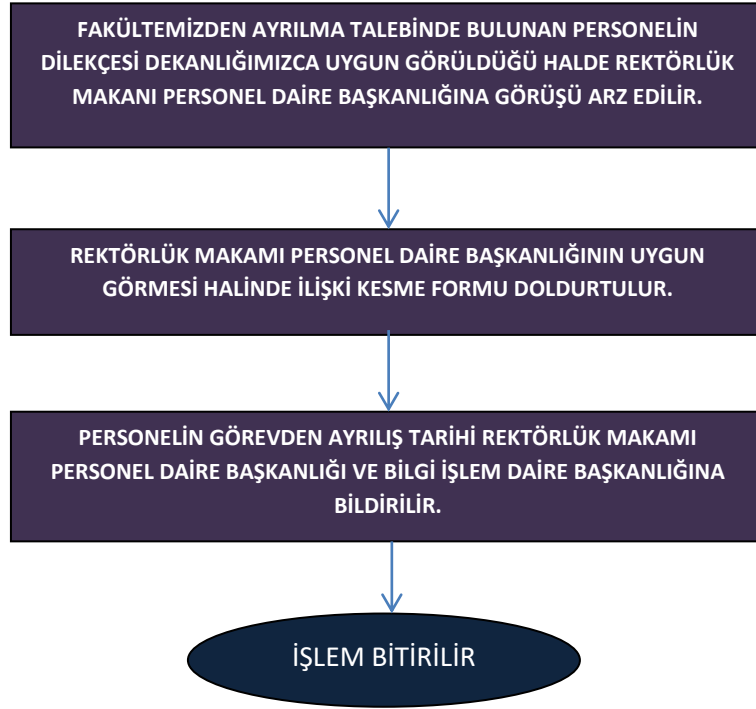 FAKÜLTEMİZDEN AYRILMA TALEBİNDE BULUNAN PERSONELİN
DİLEKÇESİ DEKANLIĞIMIZCA UYGUN GÖRÜLDÜĞÜ HALDE REKTÖRLÜK
MAKANI PERSONEL DAİRE BAŞKANLIĞINA GÖRÜŞÜ ARZ EDİLİR.
REKTÖRLÜK MAKAMI PERSONEL DAİRE BAŞKANLIĞININ UYGUN
GÖRMESİ HALİNDE İLİŞKİ KESME FORMU DOLDURTULUR.
PERSONELİN GÖREVDEN AYRILIŞ TARİHİ REKTÖRLÜK MAKAMI
PERSONEL DAİRE BAŞKANLIĞI VE BİLGİ İŞLEM DAİRE BAŞKANLIĞINA
BİLDİRİLİR.
İŞLEM BİTİRİLİR